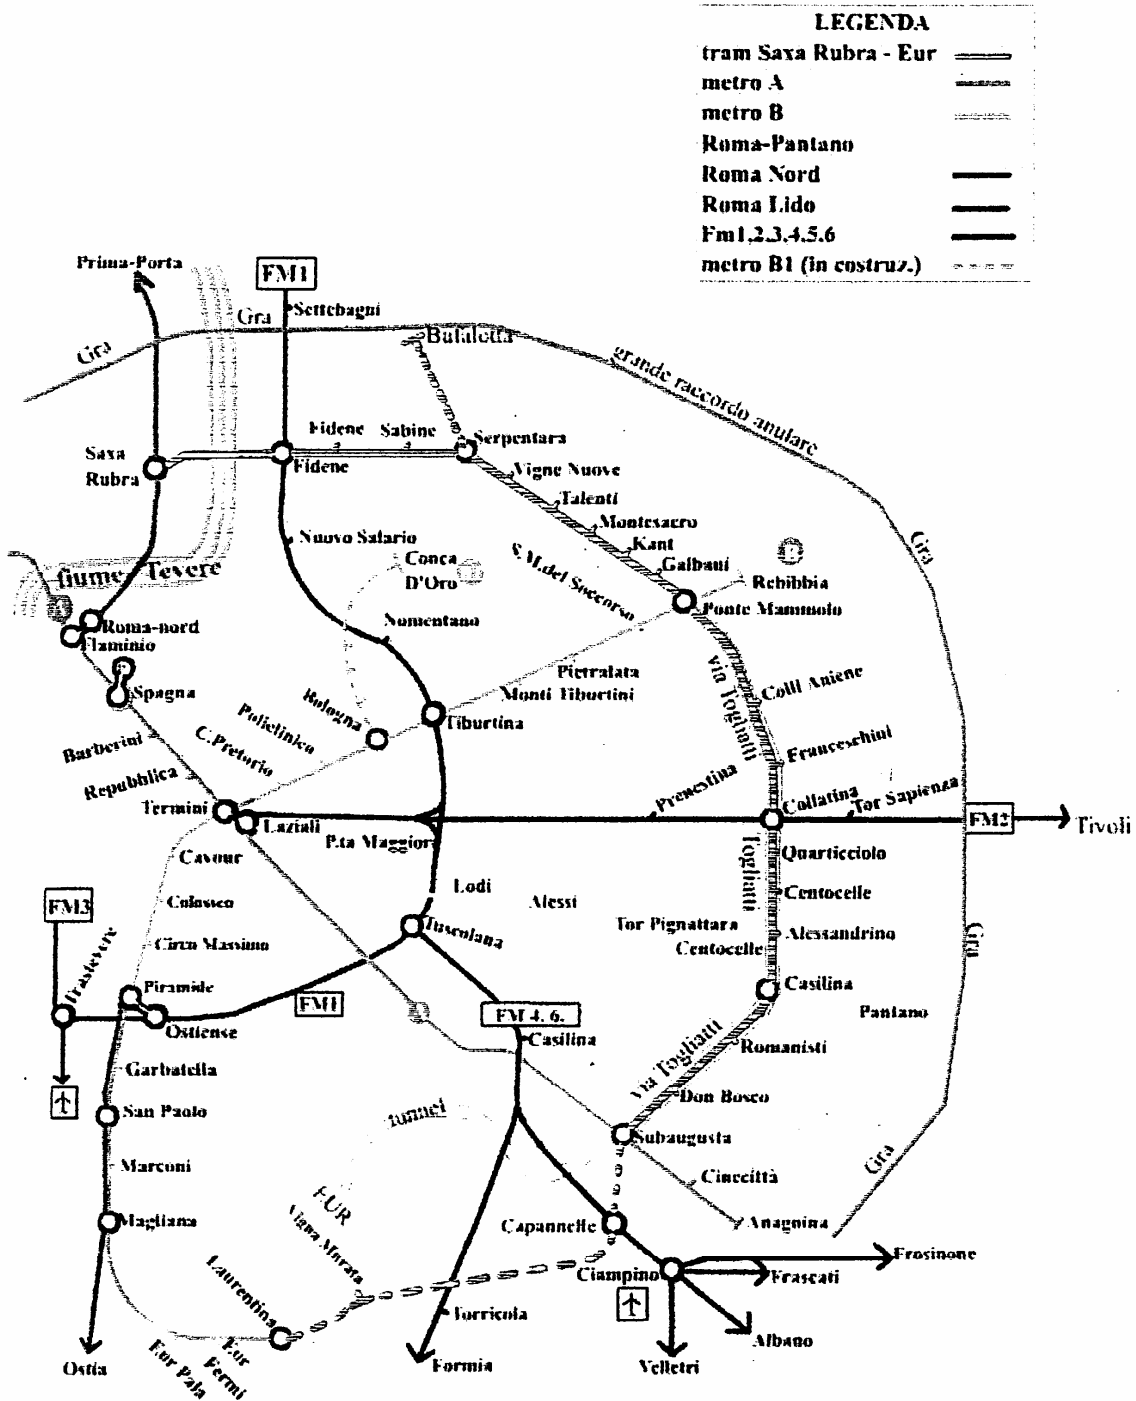 LEGENDA
tram Saxa Rubra - Eur
metro A
metro B
Roma-Pantano
Roma Nord
Roma Lido
Fm1.2.3.4.5.6
metro B1 (in costruz.)
Prima-Porta
FM1
Settebagni
Gra
Gra
Bufalotta
grande raccordo anulare
Saxa
Rubra
Fidene
Sabine
Serpentara
Fidene
Vigne Nuove
Talenti
Montesacro
Kant
Galbani
Gra
Nuovo Salario
Conca
D'Oro
S.M.del Soccorso
B
Rebibbia
Ponte Mammolo
fiume Tevere
A
Roma-nord
Flaminio
Nomentano
Spagna
Pietralata
Monti Tiburtini
via Togliatti
Colli Aniene
Bologna
Tiburtina
Policlinico
C.Pretorio
Barberini
Repubblica
Franceschini
Prenestina
Collatina
Tor Sapienza
Termini
Laziali
P.ta Maggior
FM2
Tivoli
Cavour
Quarticciolo
Togliatti
Lodi
Alessi
Centocelle
Colosseo
FM3
Tor Pignattara
Centocelle
Alessandrino
Gra
Circo Massimo
Tuscolana
Trastevere
Piramide
Ostiense
FM1
A
FM 4. 6.
Casilina
Casilina
Pantano
Romanisti
via Togliatti
Garbatella
San Paolo
Don Bosco
tunnel
Subaugusta
Marconi
Cinecittà
Gra
EUR
Vigna Murata
Magliana
Capannelle
Anagnina
Laurentina
Ciampino
Frosinone
Frascati
Torricola
Albano
Ostia
Eur Pala
Eur
Fermi
Formia
Velletri